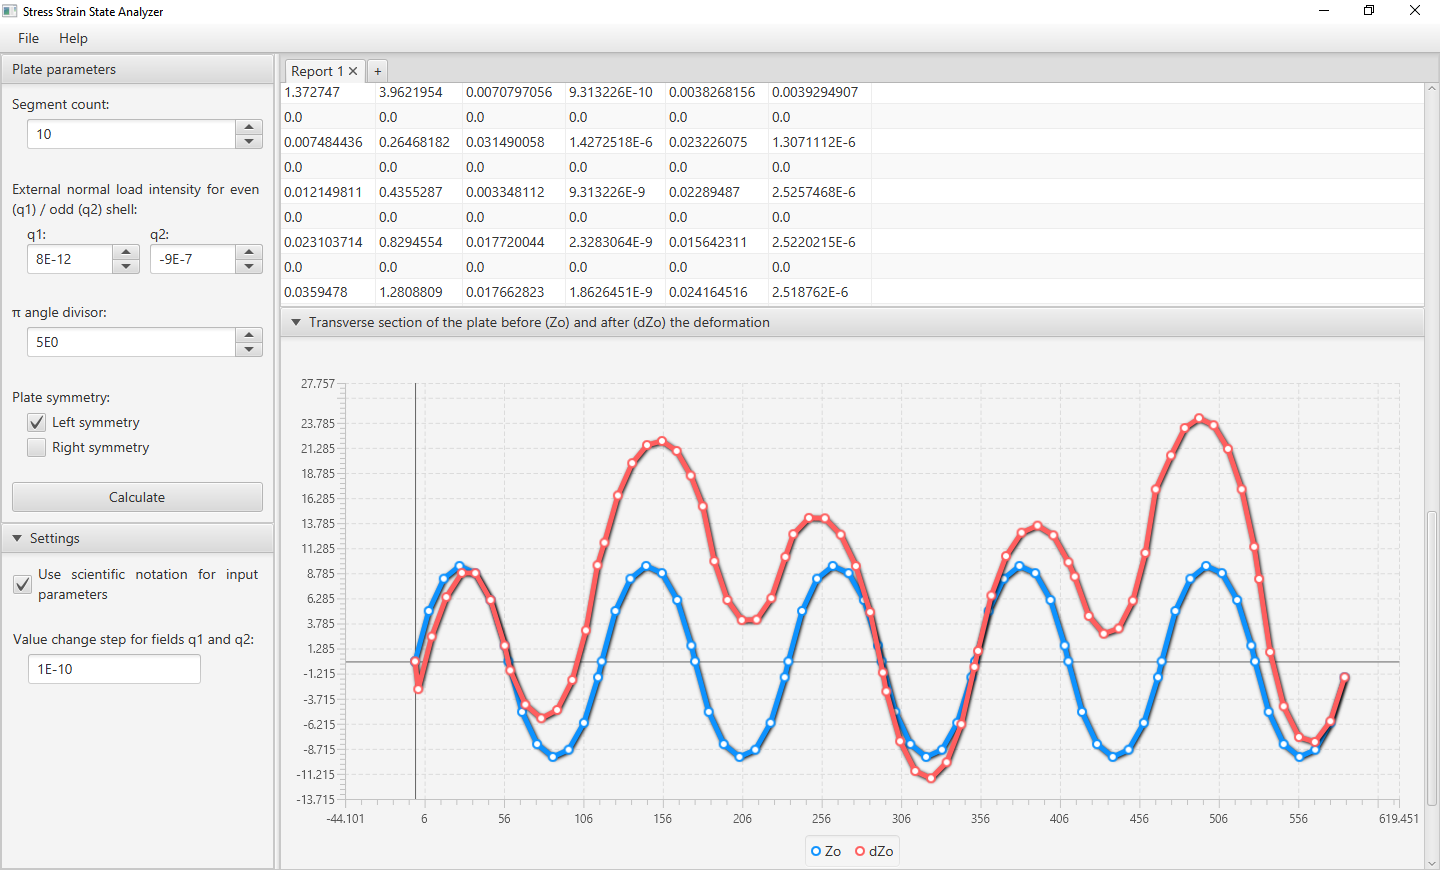 Stress Strain State Analyzer
File Help
Plate parameters
Segment count:
10
External normal load intensity for even
(q1) / odd (q2) shell:
q1: q2:
8E-12 -9E-7
π angle divisor:
5E0
Plate symmetry:
Left symmetry
Right symmetry
Calculate
Settings
Use scientific notation for input
parameters
Value change step for fields q1 and q2:
1E-10
Report 1 +
1.372747 3.9621954 0.0070797056 9.313226E-10 0.0038268156 0.0039294907
0.0 0.0 0.0 0.0 0.0 0.0
0.007484436 0.26468182 0.031490058 1.4272518E-6 0.023226075 1.3071112E-6
0.0 0.0 0.0 0.0 0.0 0.0
0.012149811 0.4355287 0.003348112 9.313226E-9 0.02289487 2.5257468E-6
0.0 0.0 0.0 0.0 0.0 0.0
0.023103714 0.8294554 0.017720044 2.3283064E-9 0.015642311 2.5220215E-6
0.0 0.0 0.0 0.0 0.0 0.0
0.0359478 1.2808809 0.017662823 1.8626451E-9 0.024164516 2.518762E-6
Transverse section of the plate before (Zo) and after (dZo) the deformation
27.757
23.785
21.285
18.785
16.285
13.785
11.285
8.785
6.285
3.785
1.285
-1.215
-3.715
-6.215
-8.715
-11.215
-13.715
-44.101 6 56 106 156 206 256 306 356 406 456 506 556 619.451
Zo dZo